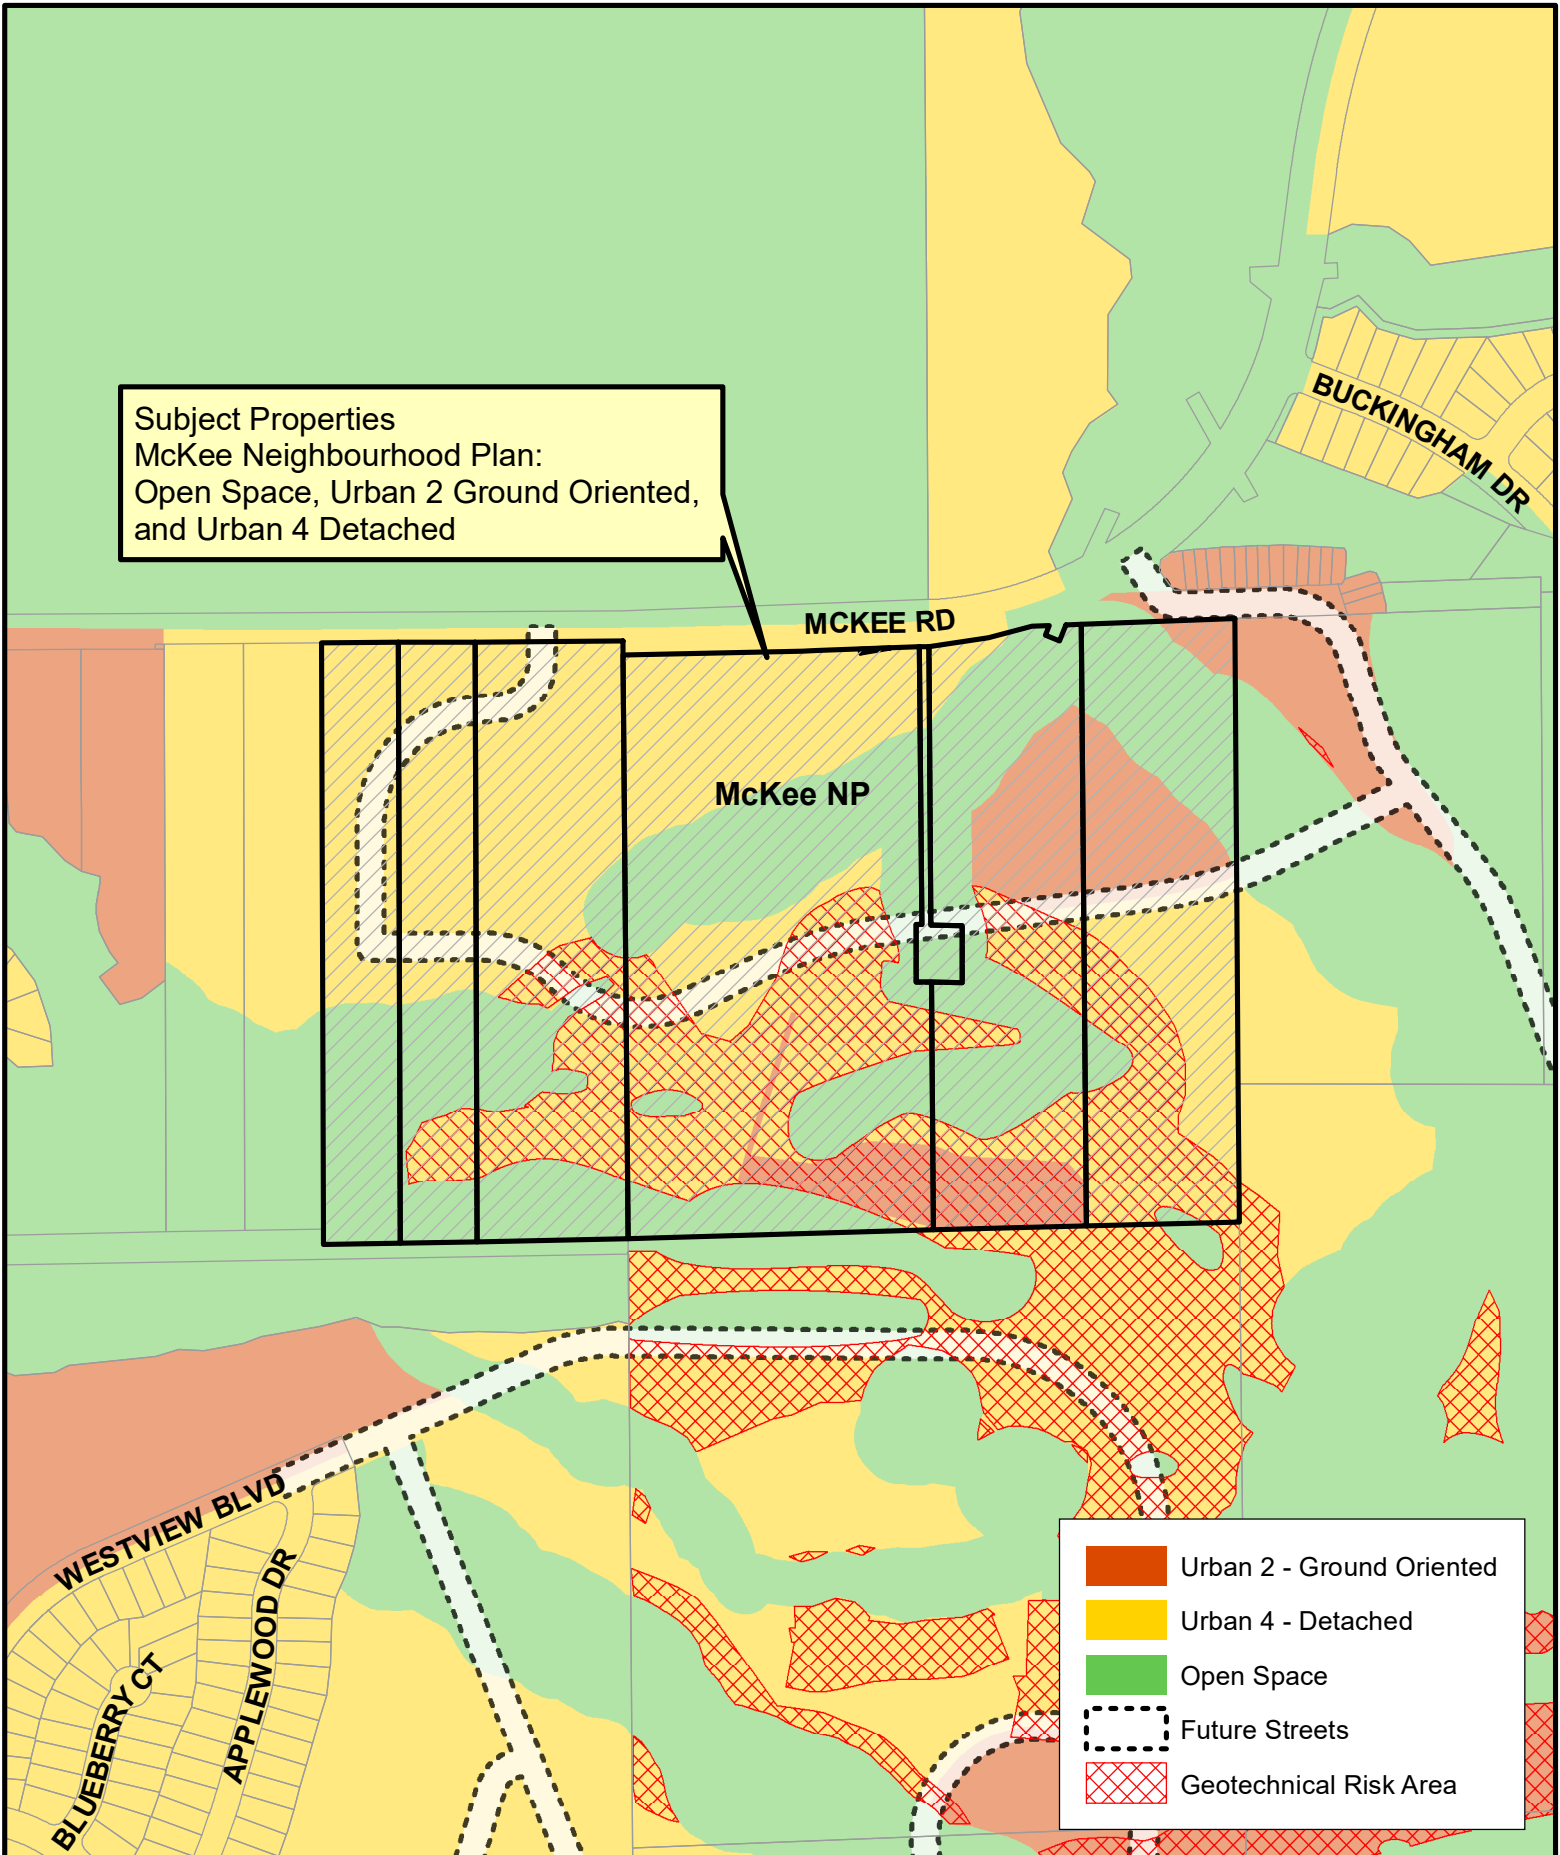 BUCKINGHAM DR
Subject Properties
McKee Neighbourhood Plan:
Open Space, Urban 2 Ground Oriented,
and Urban 4 Detached
MCKEE RD
McKee NP
WESTVIEW BLVD
APPLEWOOD DR
BLUEBERRY CT
Urban 2 - Ground Oriented
Urban 4 - Detached
Open Space
Future Streets
Geotechnical Risk Area